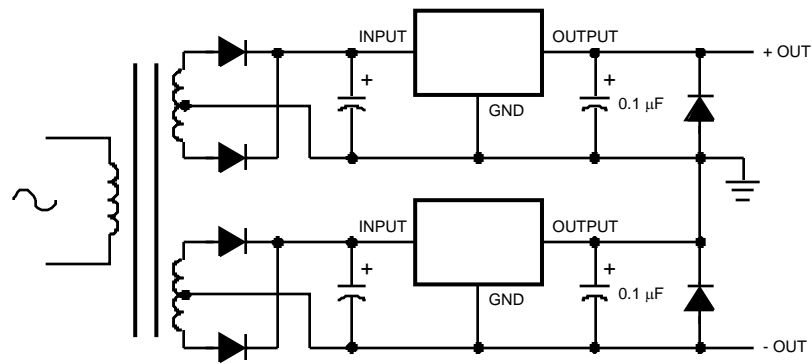 INPUT OUTPUT + OUT
+ +
GND 0.1 μF
INPUT OUTPUT
+ +
GND 0.1 μF
- OUT